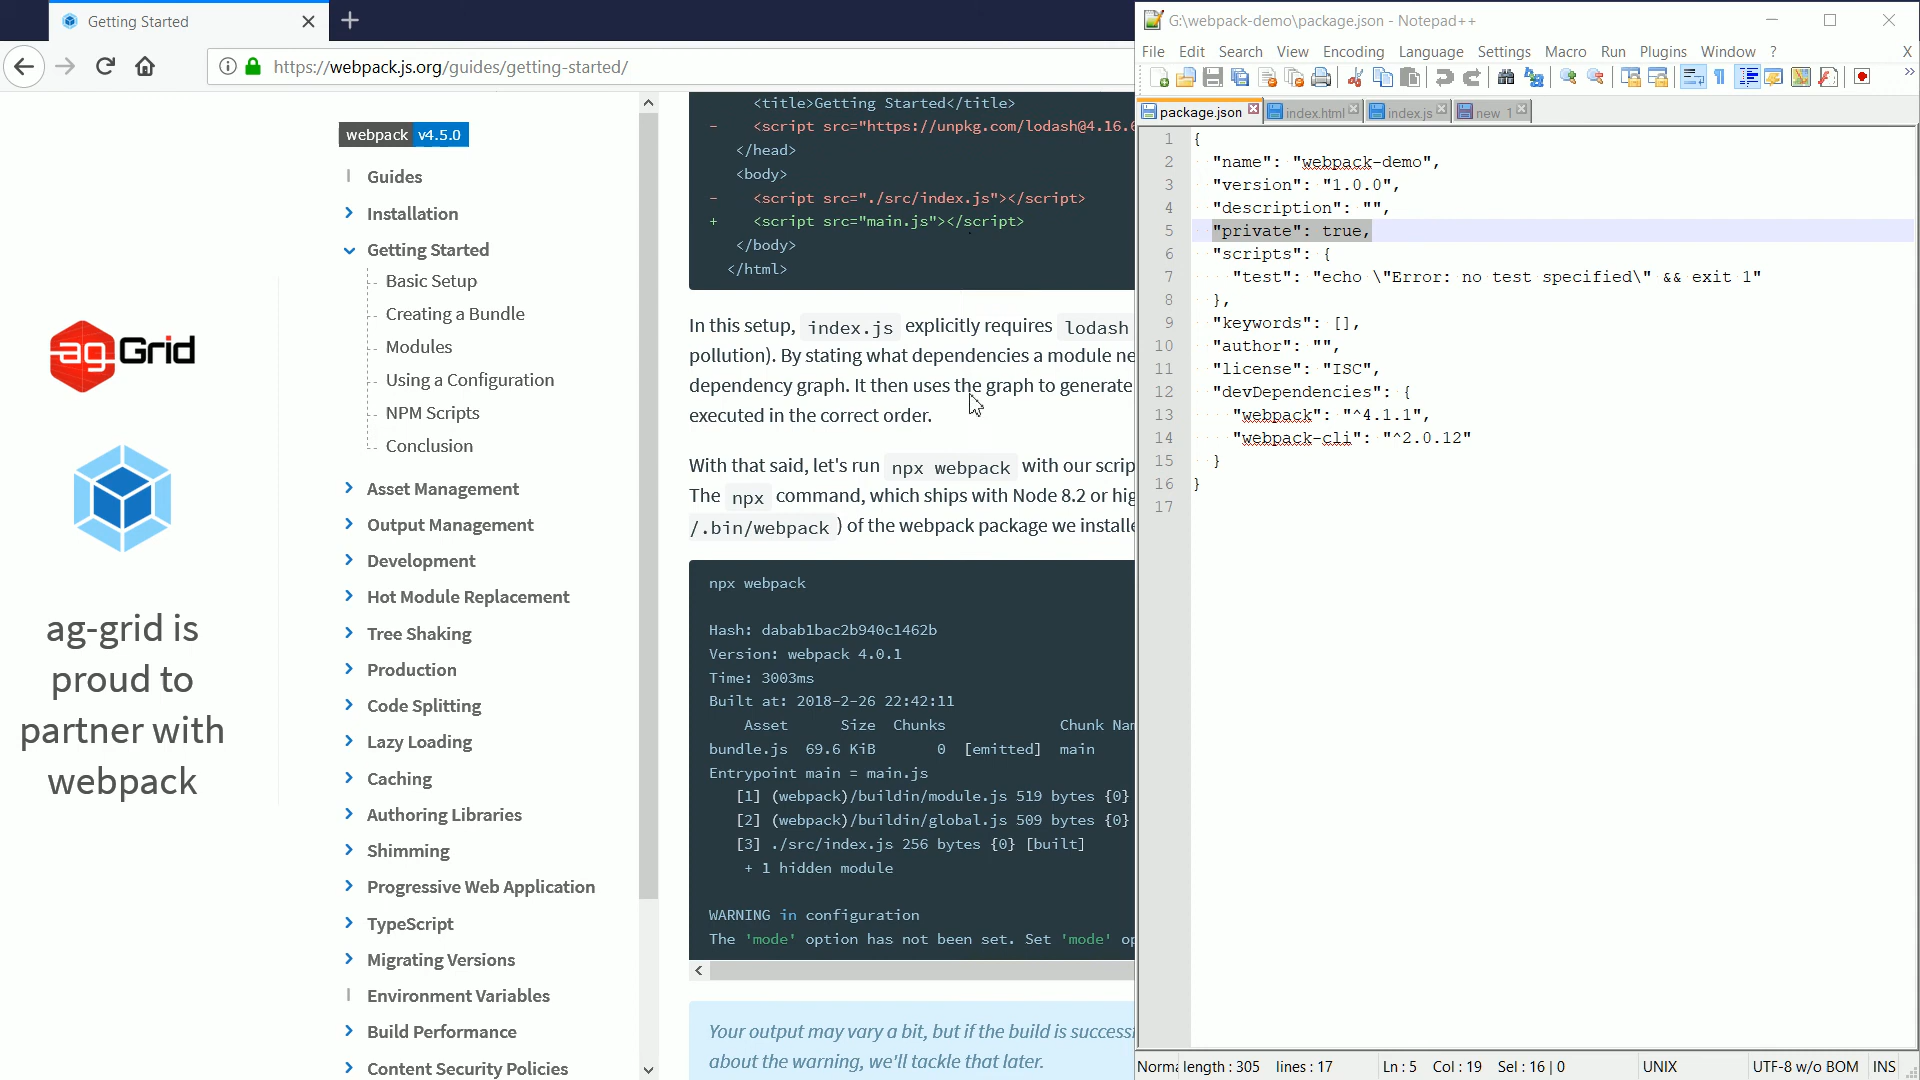 Getting Started
https://webpack.js.org/guides/getting-started/
ag-Grid
ag-grid is
proud to
partner with
webpack
webpack v4.5.0
Guides
Installation
Getting Started
Basic Setup
Creating a Bundle
Modules
Using a Configuration
NPM Scripts
Conclusion
Asset Management
Output Management
Development
Hot Module Replacement
Tree Shaking
Production
Code Splitting
Lazy Loading
Caching
Authoring Libraries
Shimming
Progressive Web Application
TypeScript
Migrating Versions
Environment Variables
Build Performance
Content Security Policies
<title>Getting Started</title>
- <script src="https://unpkg.com/lodash@4.16.6
</head>
<body>
- <script src="./src/index.js"></script>
+ <script src="main.js"></script>
</body>
</html>
In this setup, index.js explicitly requires lodash
pollution). By stating what dependencies a module ne
dependency graph. It then uses the graph to generate
executed in the correct order.
With that said, let's run npx webpack with our scrip
The npx command, which ships with Node 8.2 or hig
/.bin/webpack ) of the webpack package we installe
npx webpack
Hash: dabab1bac2b940c1462b
Version: webpack 4.0.1
Time: 3003ms
Built at: 2018-2-26 22:42:11
Asset Size Chunks Chunk Nam
bundle.js 69.6 KiB 0 [emitted] main
Entrypoint main = main.js
[1] (webpack)/buildin/module.js 519 bytes {0}
[2] (webpack)/buildin/global.js 509 bytes {0}
[3] ./src/index.js 256 bytes {0} [built]
+ 1 hidden module
WARNING in configuration
The 'mode' option has not been set. Set 'mode' op
Your output may vary a bit, but if the build is successf
about the warning, we'll tackle that later.
G:\webpack-demo\package.json - Notepad++
File Edit Search View Encoding Language Settings Macro Run Plugins Window ? X
package.json index.html index.js new 1
1 {
2 "name": "webpack-demo",
3 "version": "1.0.0",
4 "description": "",
5 "private": true,
6 "scripts": {
7 "test": "echo \"Error: no test specified\" && exit 1"
8 },
9 "keywords": [],
10 "author": "",
11 "license": "ISC",
12 "devDependencies": {
13 "webpack": "^4.1.1",
14 "webpack-cli": "^2.0.12"
15 }
16 }
17
Norma length : 305 lines : 17 Ln : 5 Col : 19 Sel : 16 | 0 UNIX UTF-8 w/o BOM INS